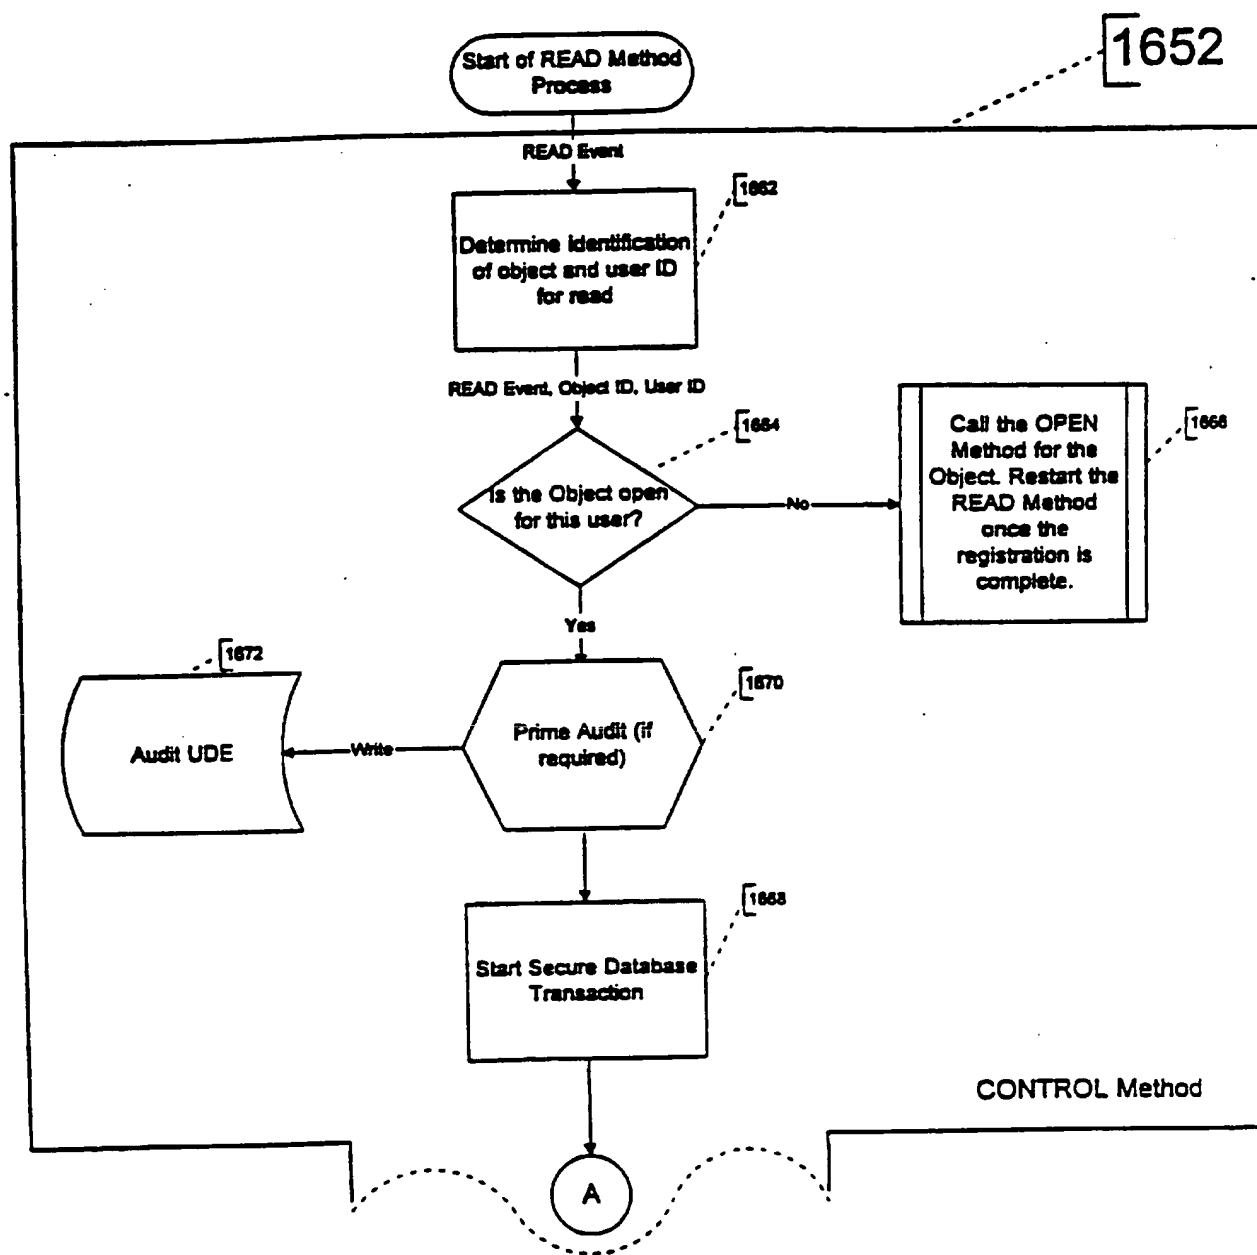 1652
Start of READ Method
Process
READ Event
1662
Determine identification
of object and user ID
for read
READ Event, Object ID, User ID
1664
Is the Object open
for this user?
No
Call the OPEN
Method for the
Object. Restart the
READ Method
once the
registration is
complete.
1666
Yes
1672
Audit UDE
Write
Prime Audit (if
required)
1670
1668
Start Secure Database
Transaction
CONTROL Method
A